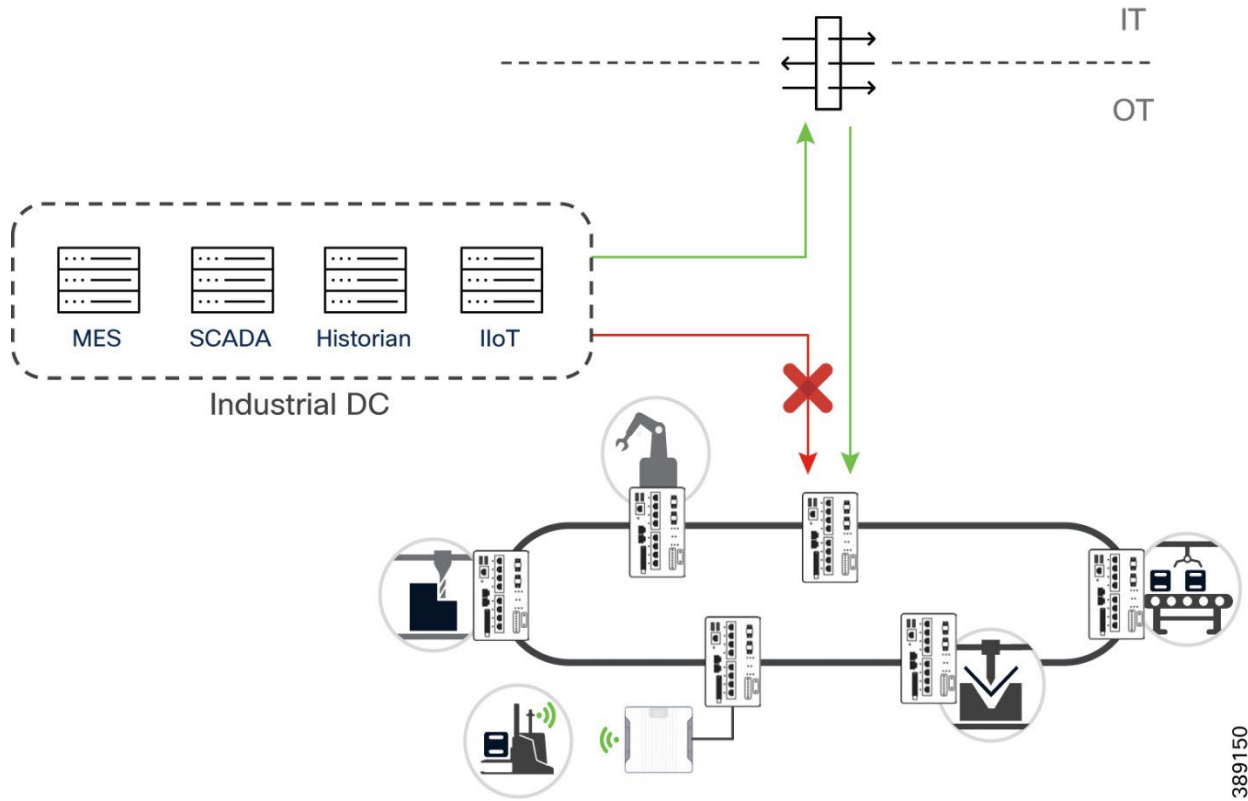 IT
OT
MES
SCADA
Historian
IIoT
Industrial DC
389150